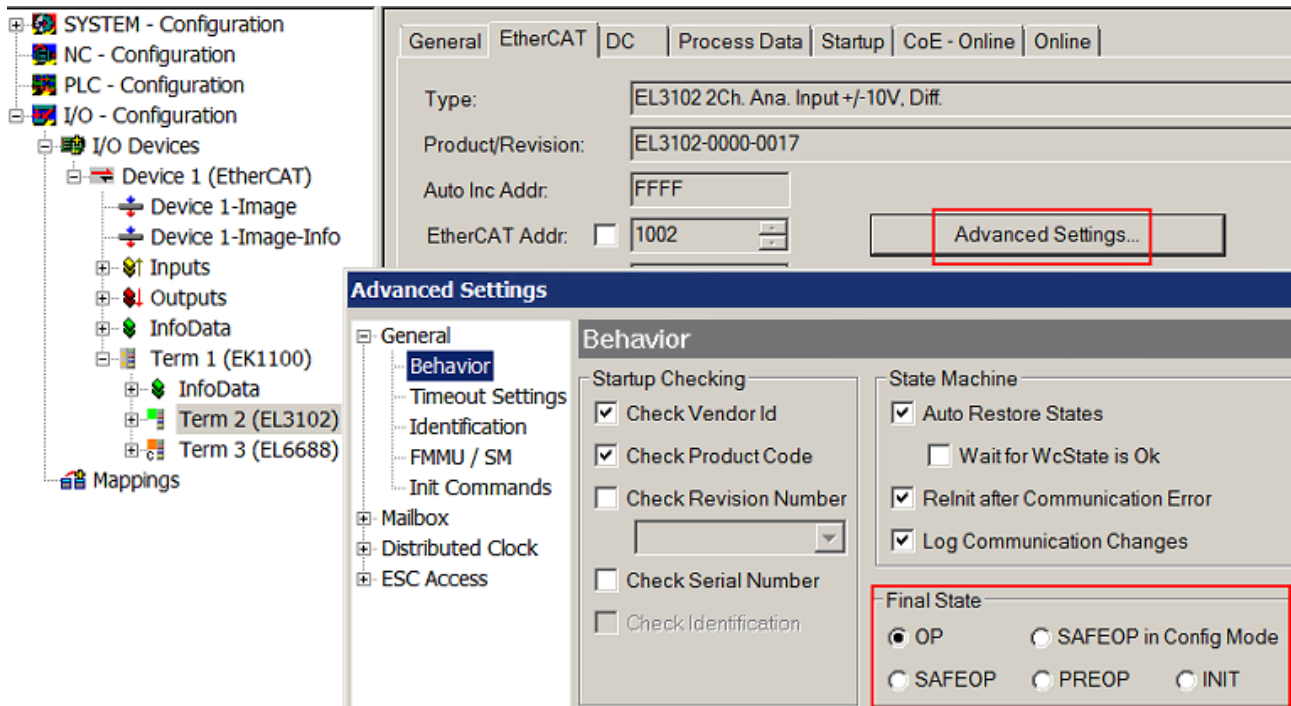 SYSTEM - Configuration
NC - Configuration
PLC - Configuration
I/O - Configuration
I/O Devices
Device 1 (EtherCAT)
Device 1-Image
Device 1-Image-Info
Inputs
Outputs
InfoData
Term 1 (EK1100)
InfoData
Term 2 (EL3102)
Term 3 (EL6688)
Mappings
General EtherCAT DC Process Data Startup CoE - Online Online
Type: EL3102 2Ch. Ana. Input +/-10V, Diff.
Product/Revision: EL3102-0000-0017
Auto Inc Addr: FFFF
EtherCAT Addr: 1002
Advanced Settings...
Advanced Settings
General
Behavior
Timeout Settings
Identification
FMMU / SM
Init Commands
Mailbox
Distributed Clock
ESC Access
Behavior
Startup Checking
Check Vendor Id
Check Product Code
Check Revision Number
Check Serial Number
Check Identification
State Machine
Auto Restore States
Wait for WcState is Ok
ReInit after Communication Error
Log Communication Changes
Final State
OP SAFEOP in Config Mode
SAFEOP PREOP INIT